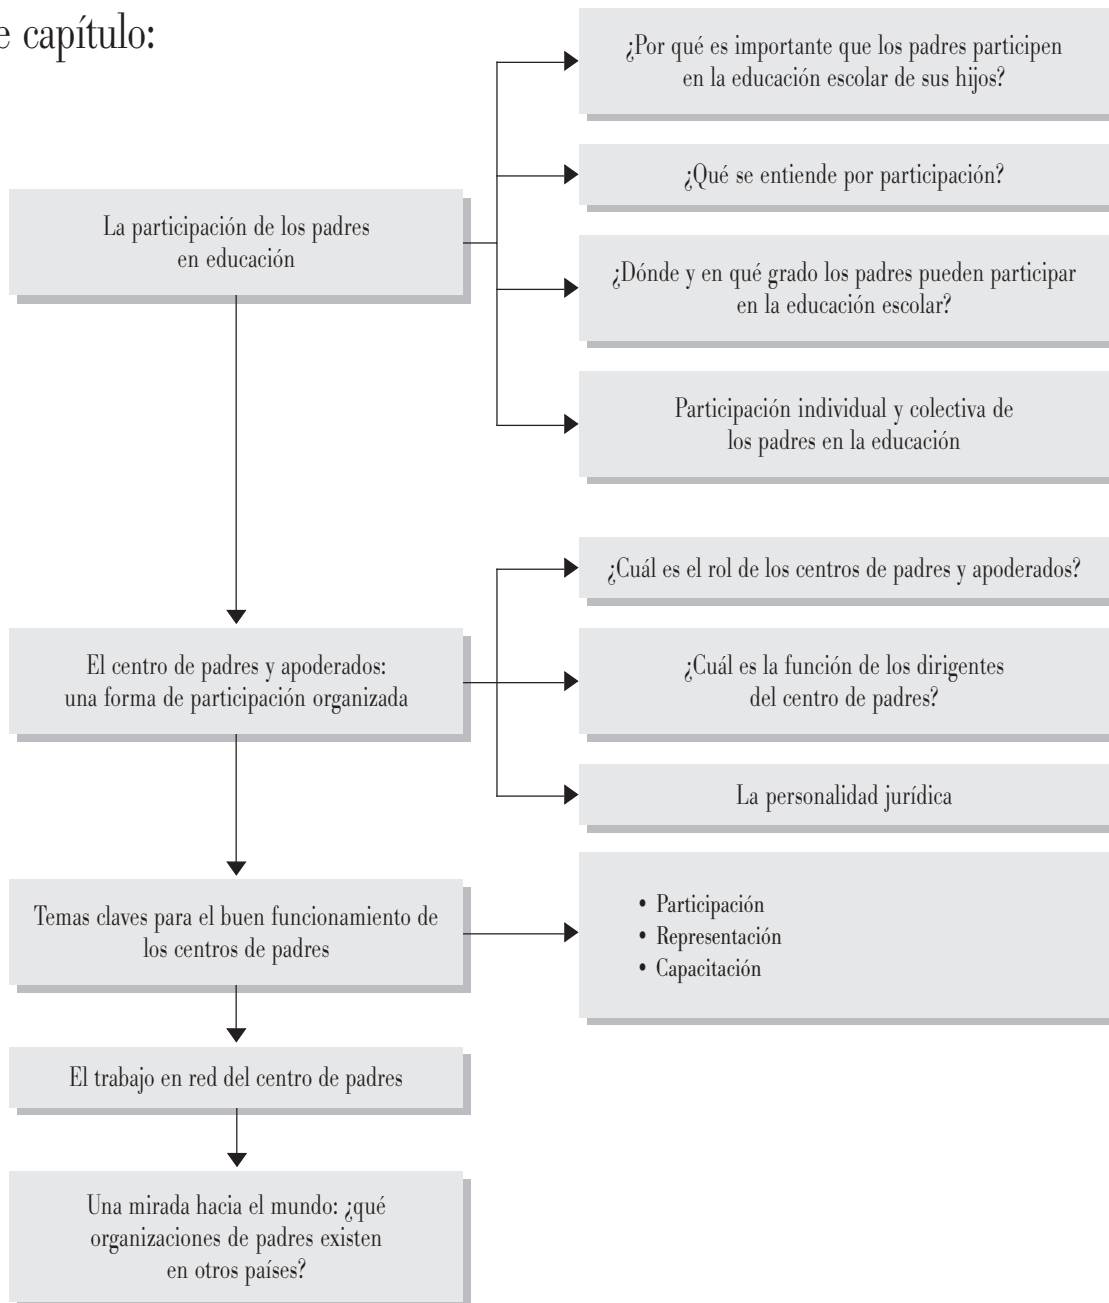 e capítulo:
La participación de los padres
en educación
¿Por qué es importante que los padres participen
en la educación escolar de sus hijos?
¿Qué se entiende por participación?
¿Dónde y en qué grado los padres pueden participar
en la educación escolar?
Participación individual y colectiva de
los padres en la educación
El centro de padres y apoderados:
una forma de participación organizada
¿Cuál es el rol de los centros de padres y apoderados?
¿Cuál es la función de los dirigentes
del centro de padres?
La personalidad jurídica
Temas claves para el buen funcionamiento de
los centros de padres
• Participación
• Representación
• Capacitación
El trabajo en red del centro de padres
Una mirada hacia el mundo: ¿qué
organizaciones de padres existen
en otros países?